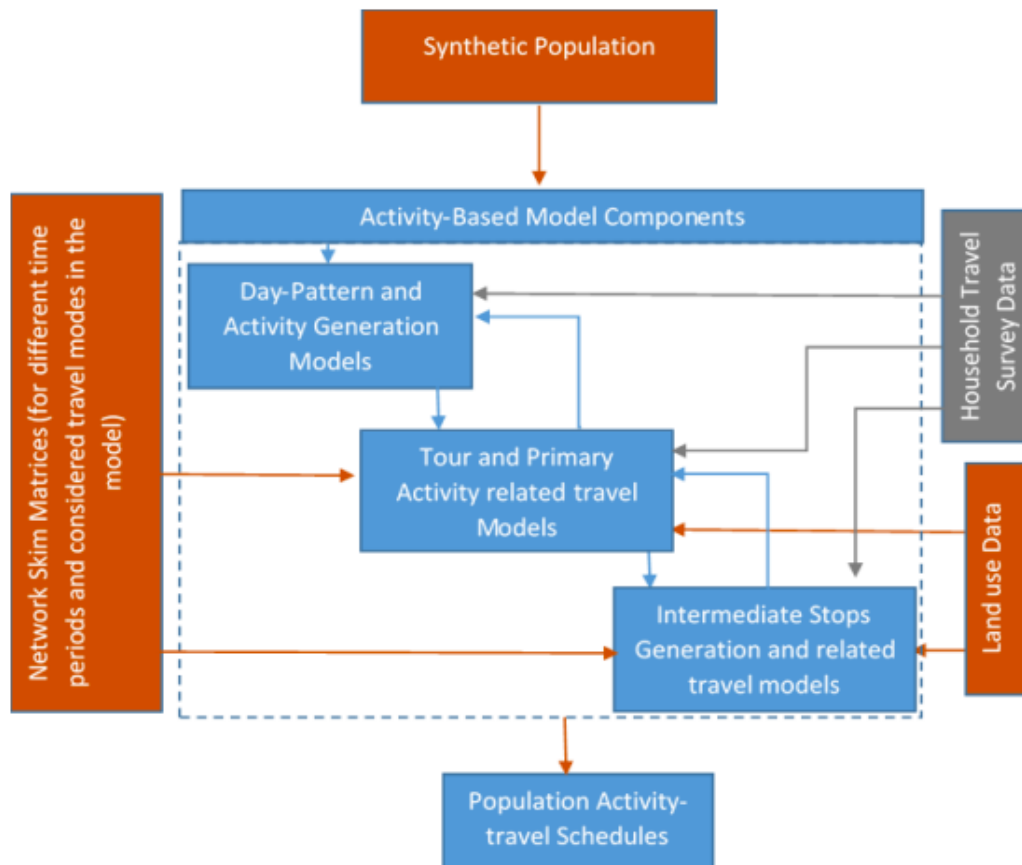 Synthetic Population
Activity-Based Model Components
Network Skim Matrices (for different time
periods and considered travel modes in the
model)
Household Travel
Survey Data
Day-Pattern and
Activity Generation
Models
Tour and Primary
Activity related travel
Models
Land use Data
Intermediate Stops
Generation and related
travel models
Population Activity-
travel Schedules